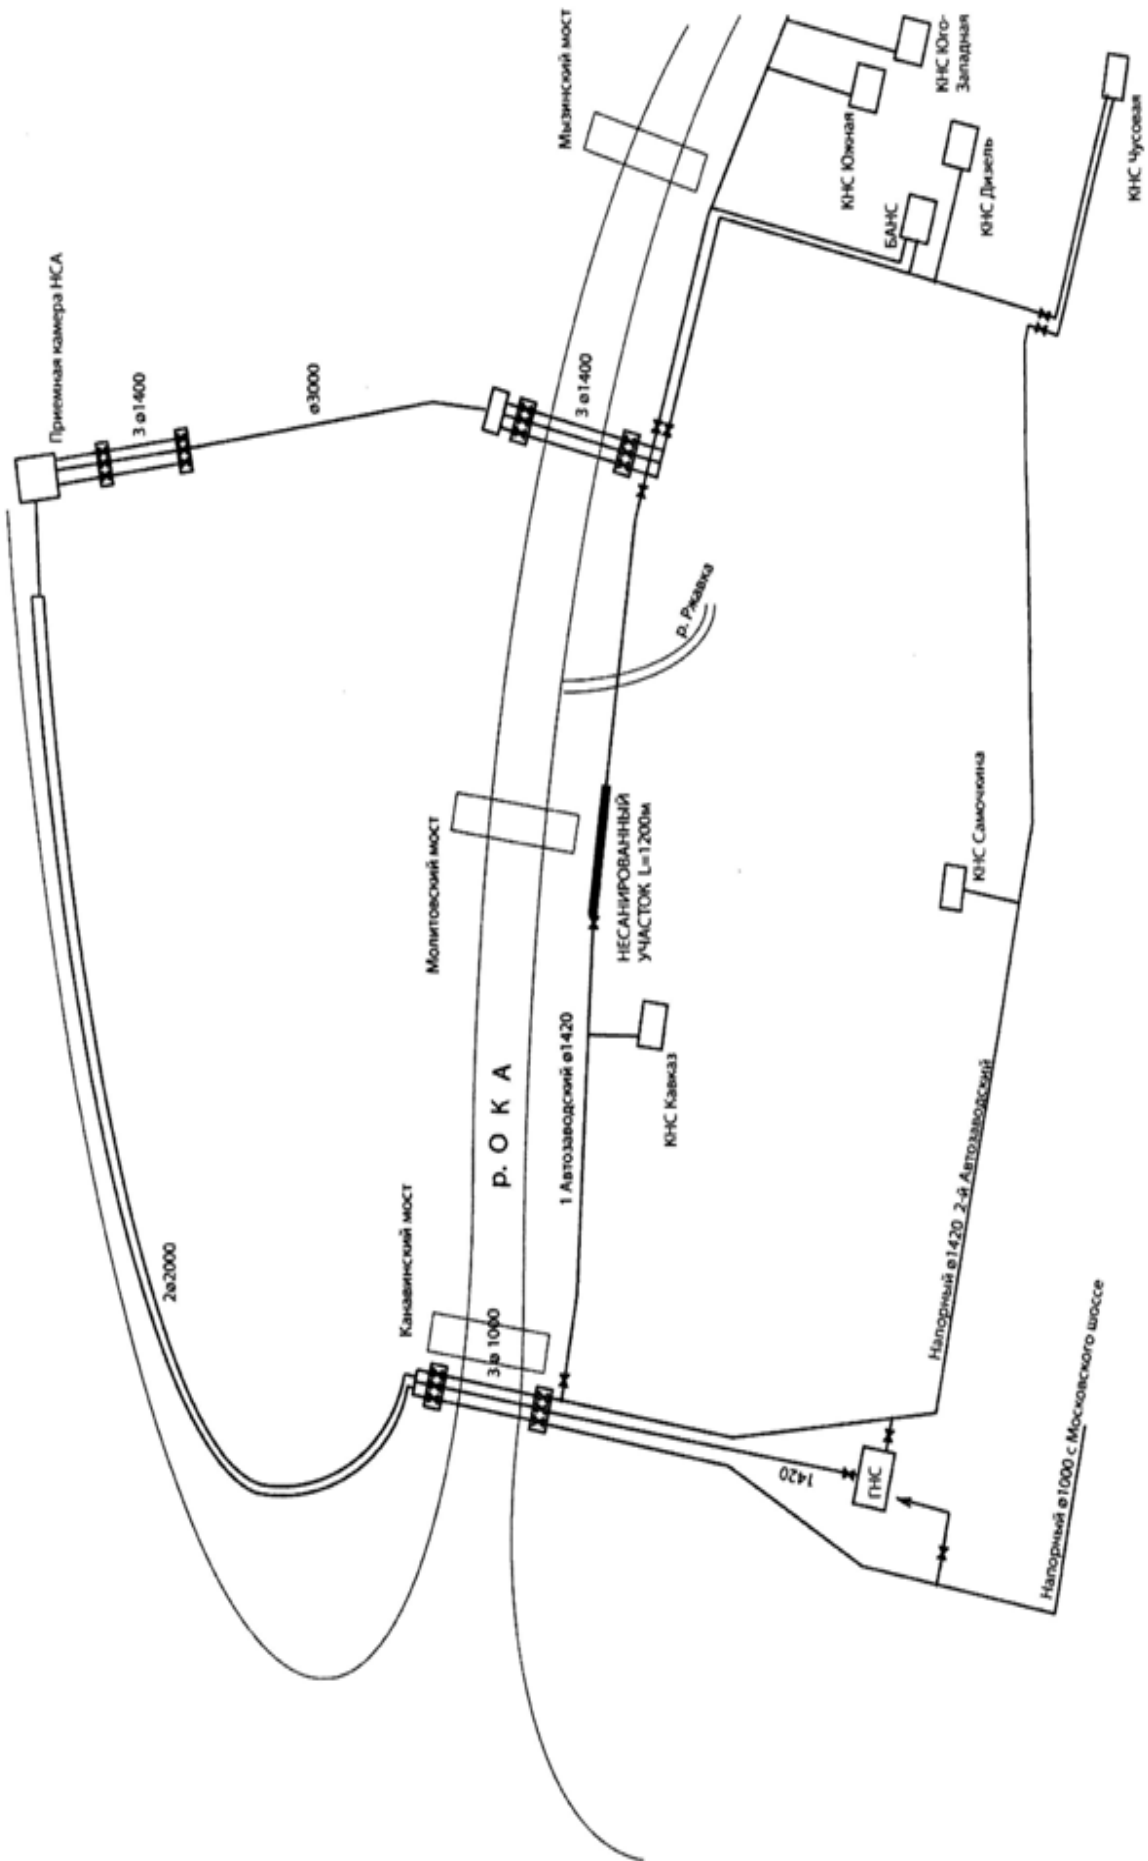 Приемная камера НСА
3 ø1400
ø3000
2ø2000
Мызинский мост
3 ø1400
Молитовский мост
р. О К А
Канавинский мост
3 ø 1000
р. Ржавка
НЕСАНИРОВАННЫЙ
УЧАСТОК L=1200м
1 Автозаводский ø1420
КНС Кавказ
КНС Юго-
Западная
КНС Южная
БАНС
КНС Дизель
КНС Чусовая
КНС Самочкина
Напорный ø1420 2-й Автозаводский
1420
ГНС
Напорный ø1000 с Московского шоссе